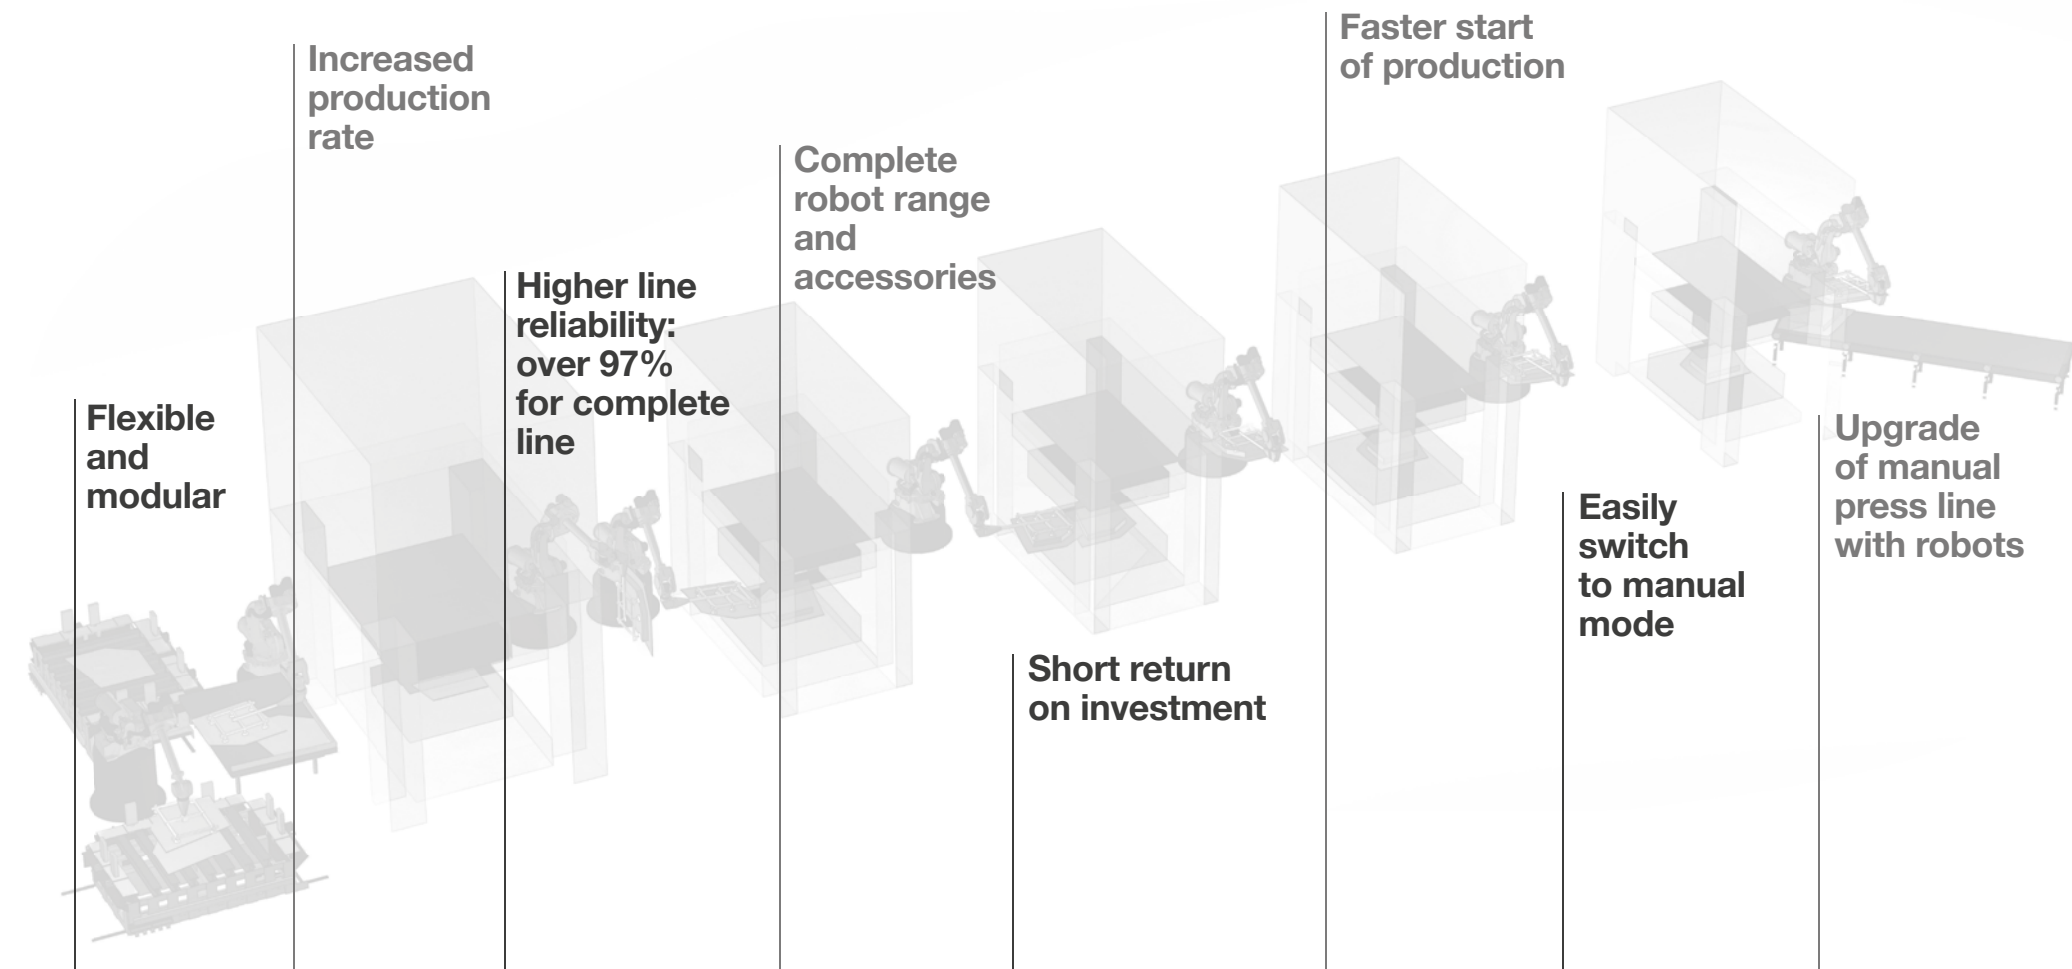 Flexible
and
modular
Increased
production
rate
Higher line
reliability:
over 97%
for complete
line
Complete
robot range
and
accessories
Short return
on investment
Faster start
of production
Easily
switch
to manual
mode
Upgrade
of manual
press line
with robots